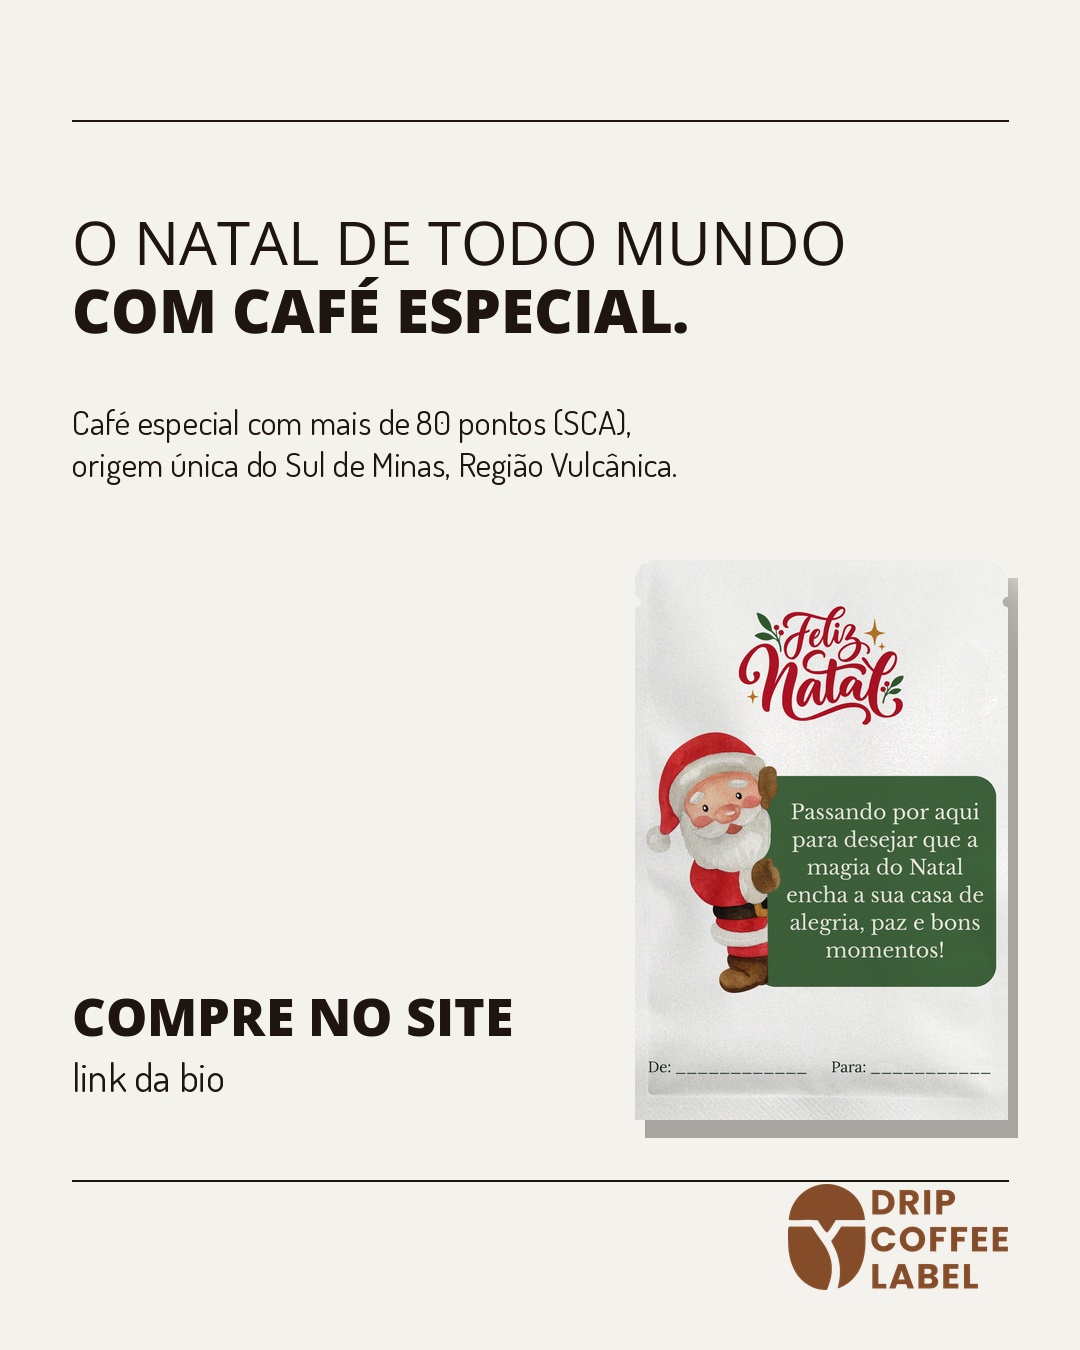 O NATAL DE TODO MUNDO
COM CAFÉ ESPECIAL.
Café especial com mais de 80 pontos (SCA),
origem única do Sul de Minas, Região Vulcânica.
Feliz
Natal
Passando por aqui
para desejar que a
magia do Natal
encha a sua casa de
alegria, paz e bons
momentos!
De: ____________ Para: ___________
COMPRE NO SITE
link da bio
DRIP
COFFEE
LABEL